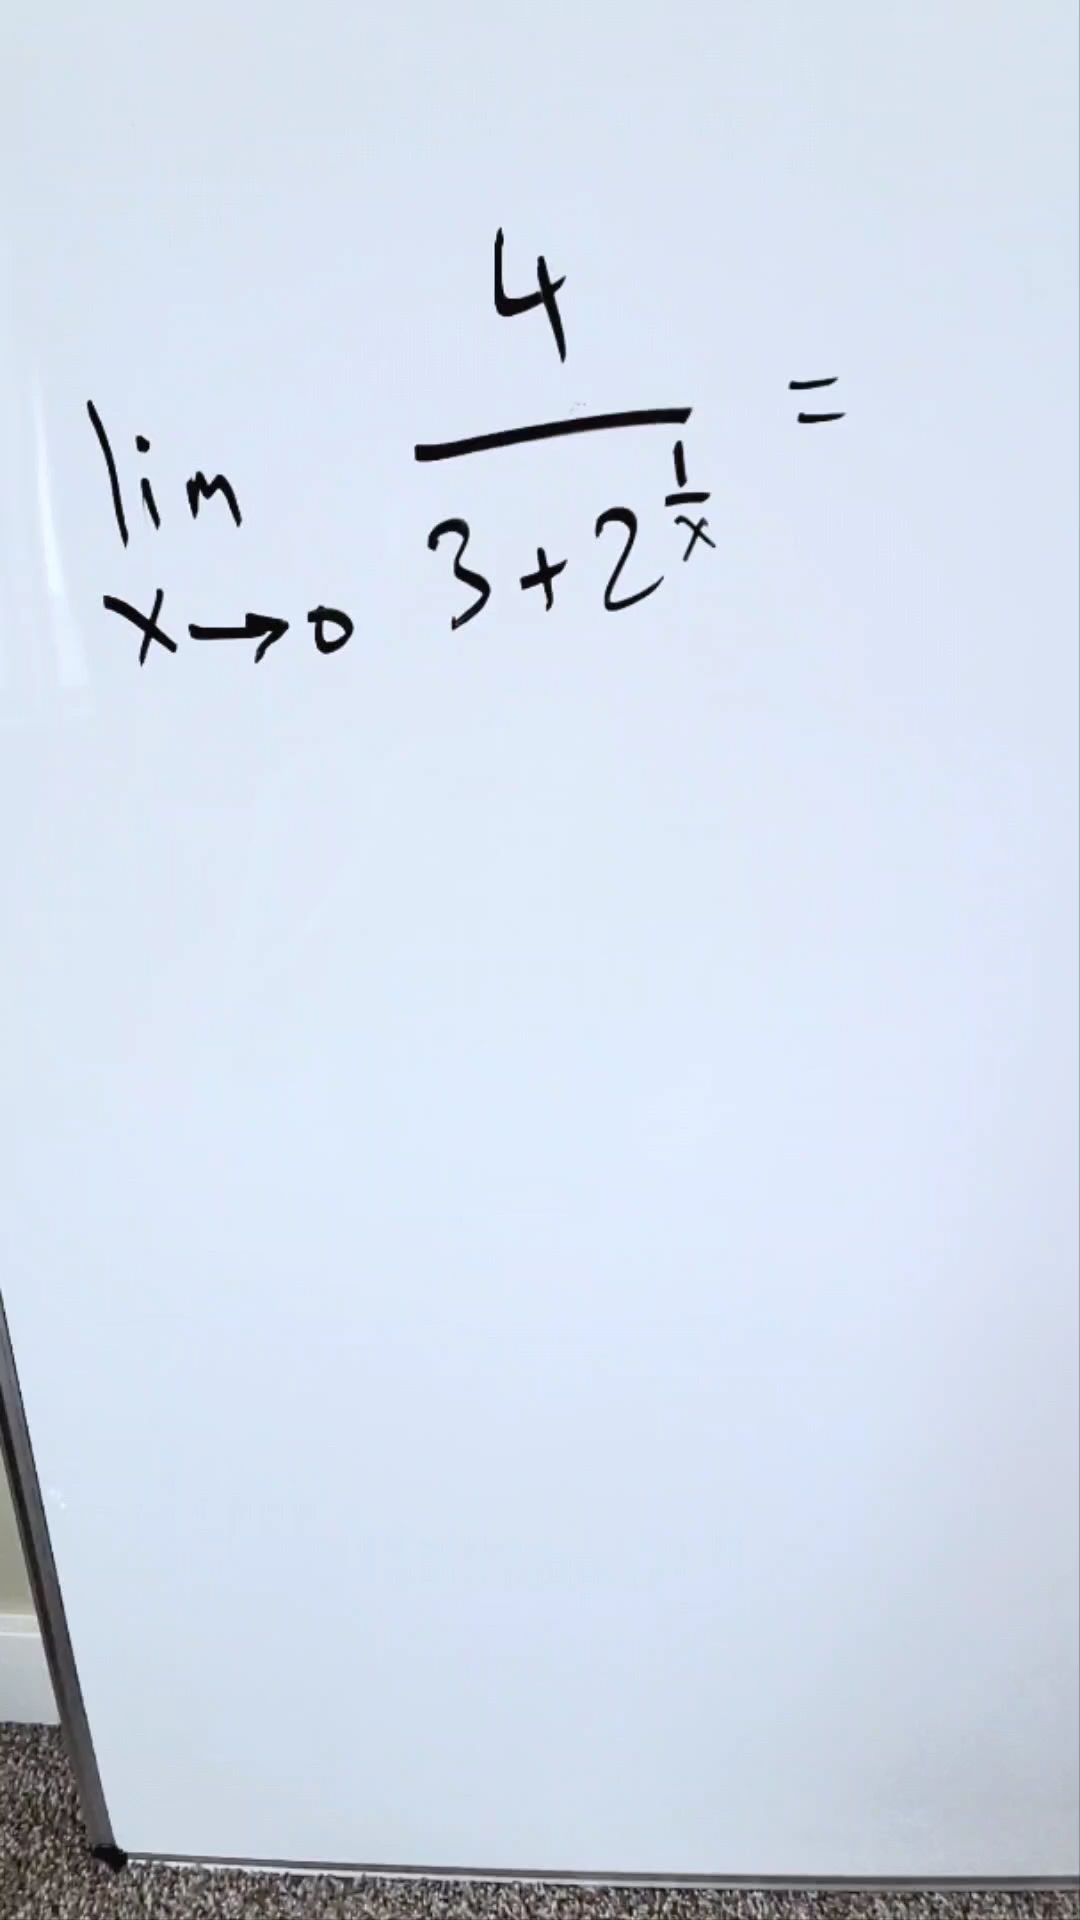 lim x→0 4 / (3+2^(1/x)) =